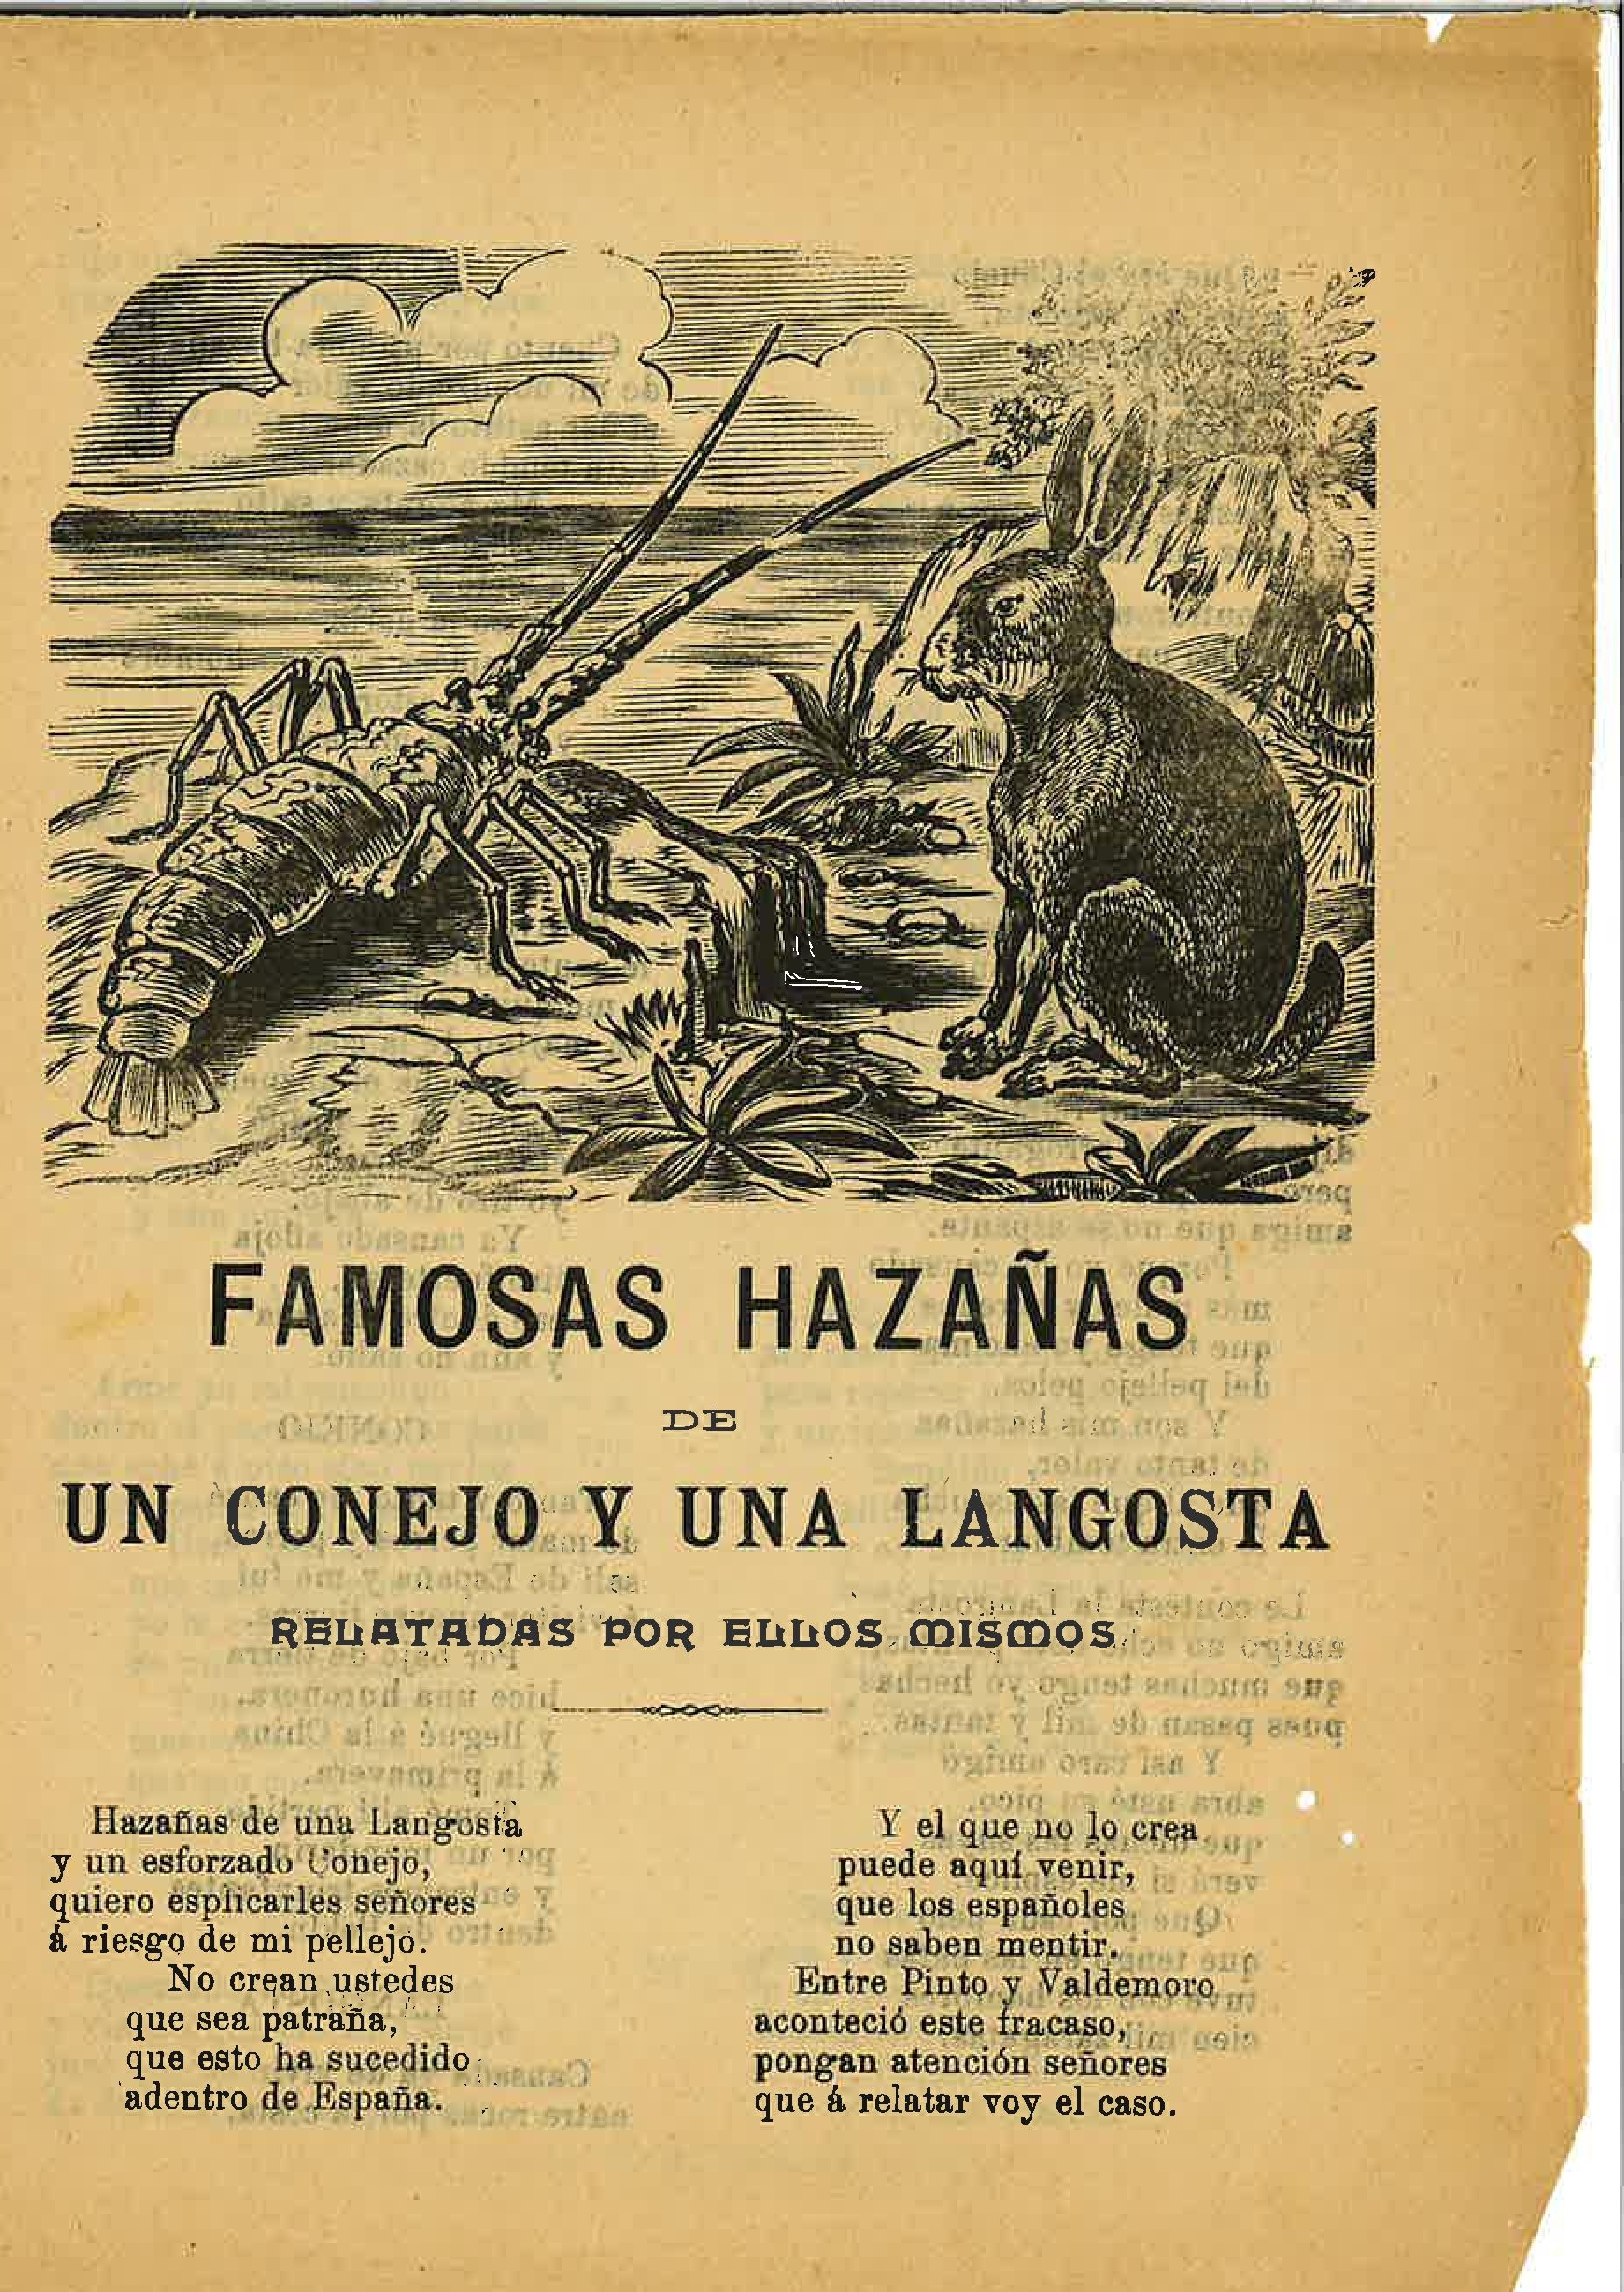 FAMOSAS HAZAÑAS
DE
UN CONEJO Y UNA LANGOSTA
RELATADAS POR ELLOS MISMOS
Hazañas de una Langosta
y un esforzado Conejo,
quiero esplicarles señores
á riesgo de mi pellejo.
No crean ustedes
que sea patraña,
que esto ha sucedido
adentro de España.
Y el que no lo crea
puede aquí venir,
que los españoles
no saben mentir.
Entre Pinto y Valdemoro
aconteció este fracaso,
pongan atención señores
que á relatar voy el caso.